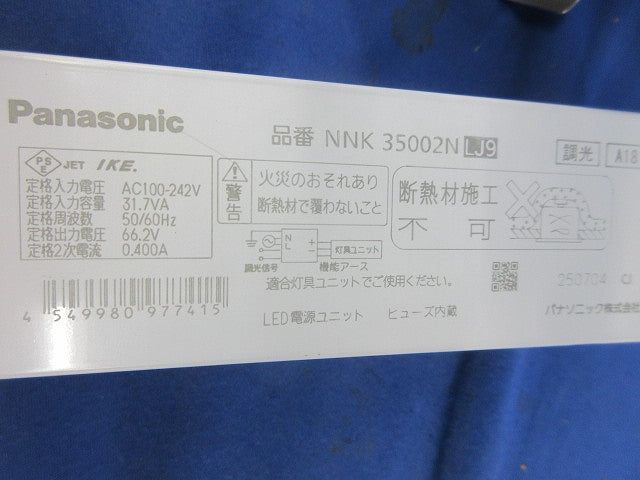 Panasonic
品番 NNK 35002N LJ9
調光 A18
PS E JET IKE.
定格入力電圧 AC100-242V
定格入力容量 31.7VA
定格周波数 50/60Hz
定格出力電圧 66.2V
定格2次電流 0.400A
警告
火災のおそれあり
断熱材で覆わないこと
断熱材施工
不可
N
L
+
-
灯具ユニット
調光信号 機能アース
適合灯具ユニットでご使用ください。
LED電源ユニット ヒューズ内蔵
4 549980 977415
250704
パナソニック株式会社